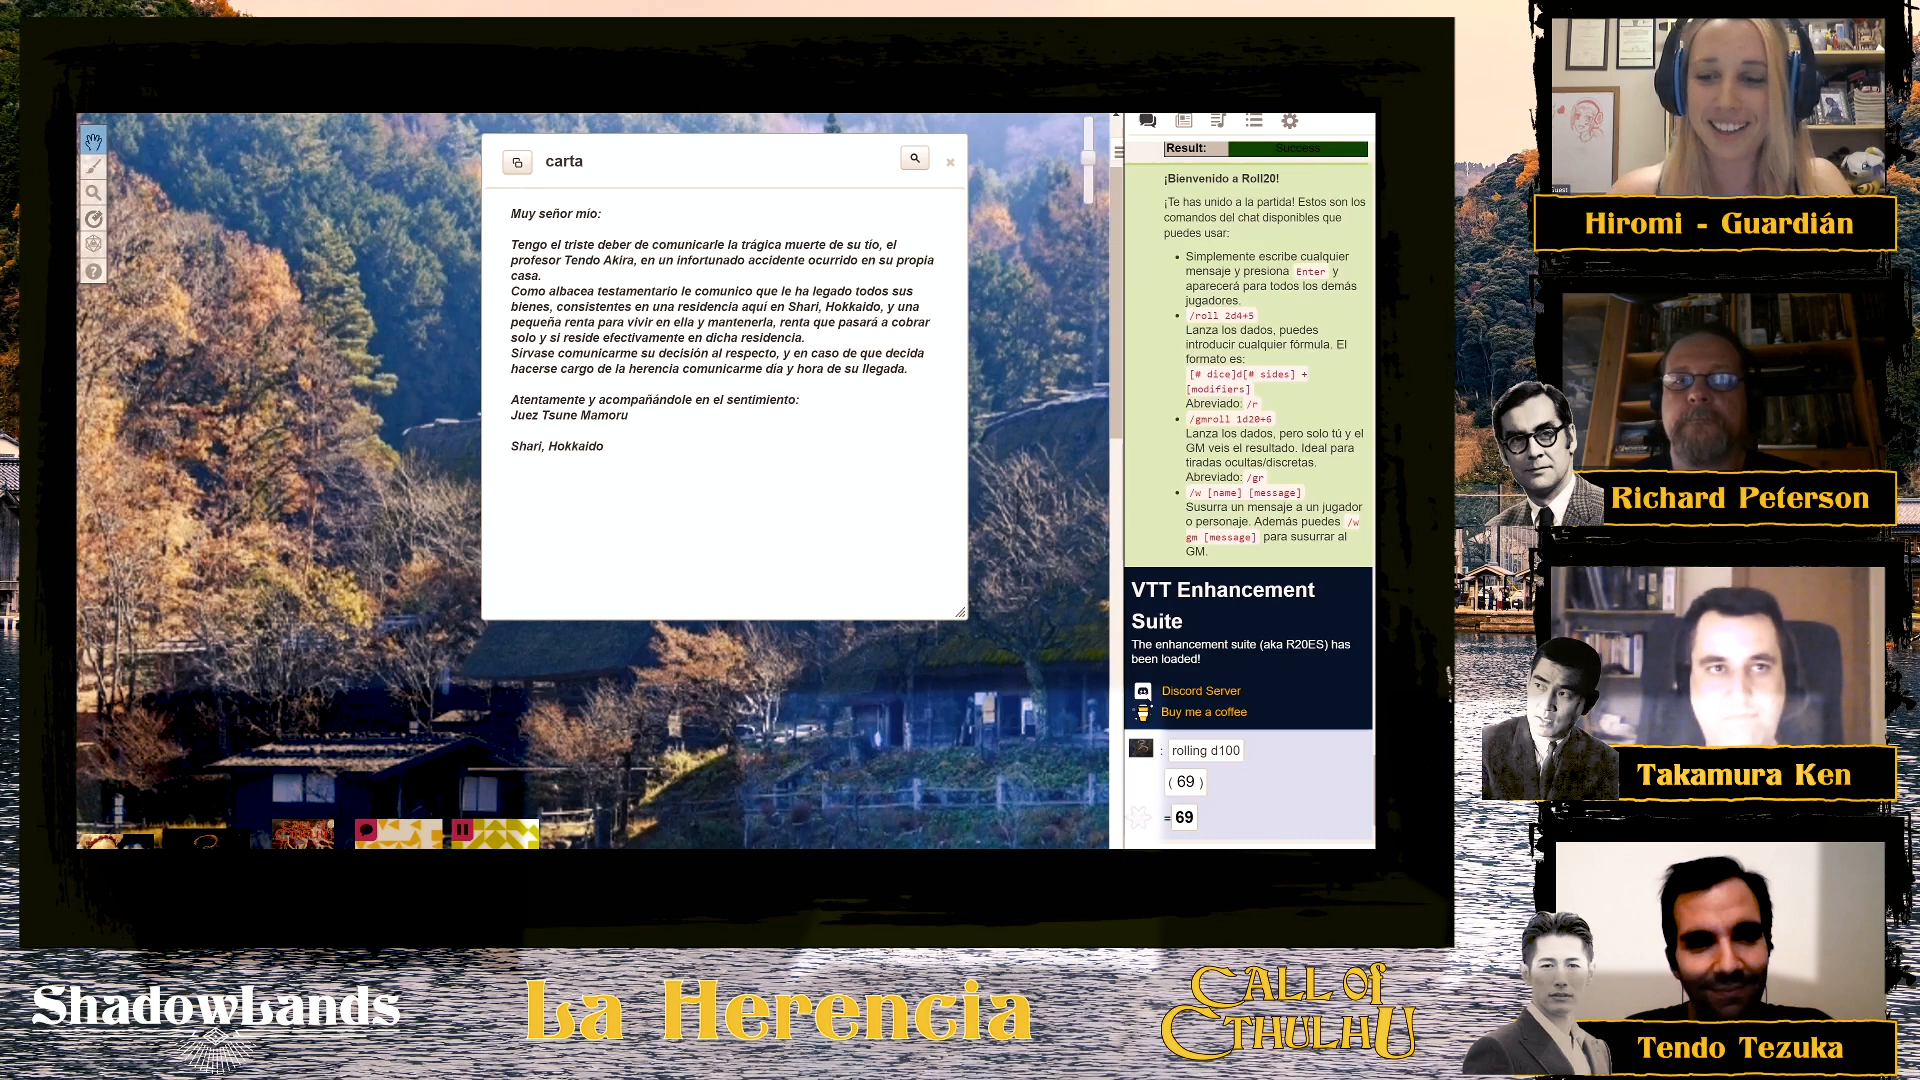 carta
Muy señor mío:
Tengo el triste deber de comunicarle la trágica muerte de su tío, el
profesor Tendo Akira, en un infortunado accidente ocurrido en su propia
casa.
Como albacea testamentario le comunico que le ha legado todos sus
bienes, consistentes en una residencia aquí en Shari, Hokkaido, y una
pequeña renta para vivir en ella y mantenerla, renta que pasará a cobrar
solo y si reside efectivamente en dicha residencia.
Sírvase comunicarme su decisión al respecto, y en caso de que decida
hacerse cargo de la herencia comunicarme día y hora de su llegada.
Atentamente y acompañándole en el sentimiento:
Juez Tsune Mamoru
Shari, Hokkaido
Result: Success
¡Bienvenido a Roll20!
¡Te has unido a la partida! Estos son los
comandos del chat disponibles que
puedes usar:
• Simplemente escribe cualquier
mensaje y presiona Enter y
aparecerá para todos los demás
jugadores.
• /roll 2d4+5
Lanza los dados, puedes
introducir cualquier fórmula. El
formato es:
[# dice]d[# sides] +
[modifiers]
Abreviado: /r
• /gmroll 1d20+6
Lanza los dados, pero solo tú y el
GM veis el resultado. Ideal para
tiradas ocultas/discretas.
Abreviado: /gr
• /w [name] [message]
Susurra un mensaje a un jugador
o personaje. Además puedes /w
gm [message] para susurrar al
GM.
VTT Enhancement
Suite
The enhancement suite (aka R20ES) has
been loaded!
Discord Server
Buy me a coffee
: rolling d100
( 69 )
= 69
Guest
Hiromi - Guardián
Richard Peterson
Takamura Ken
Tendo Tezuka
ShadowLands
La Herencia
CALL of
CTHULHU